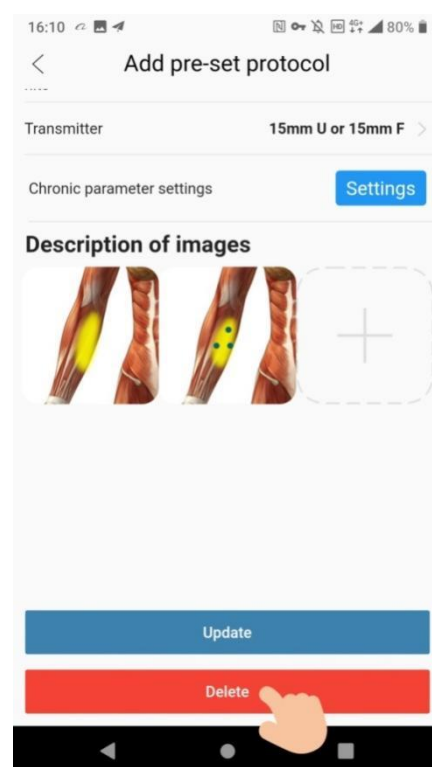 16:10 80%
Add pre-set protocol
Transmitter 15mm U or 15mm F
Chronic parameter settings Settings
Description of images
Update
Delete